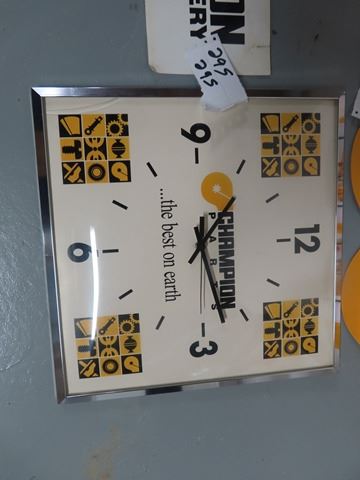 ON
ERY
295
295
12
9
3
6
CHAMPION
PARTS
...the best on earth